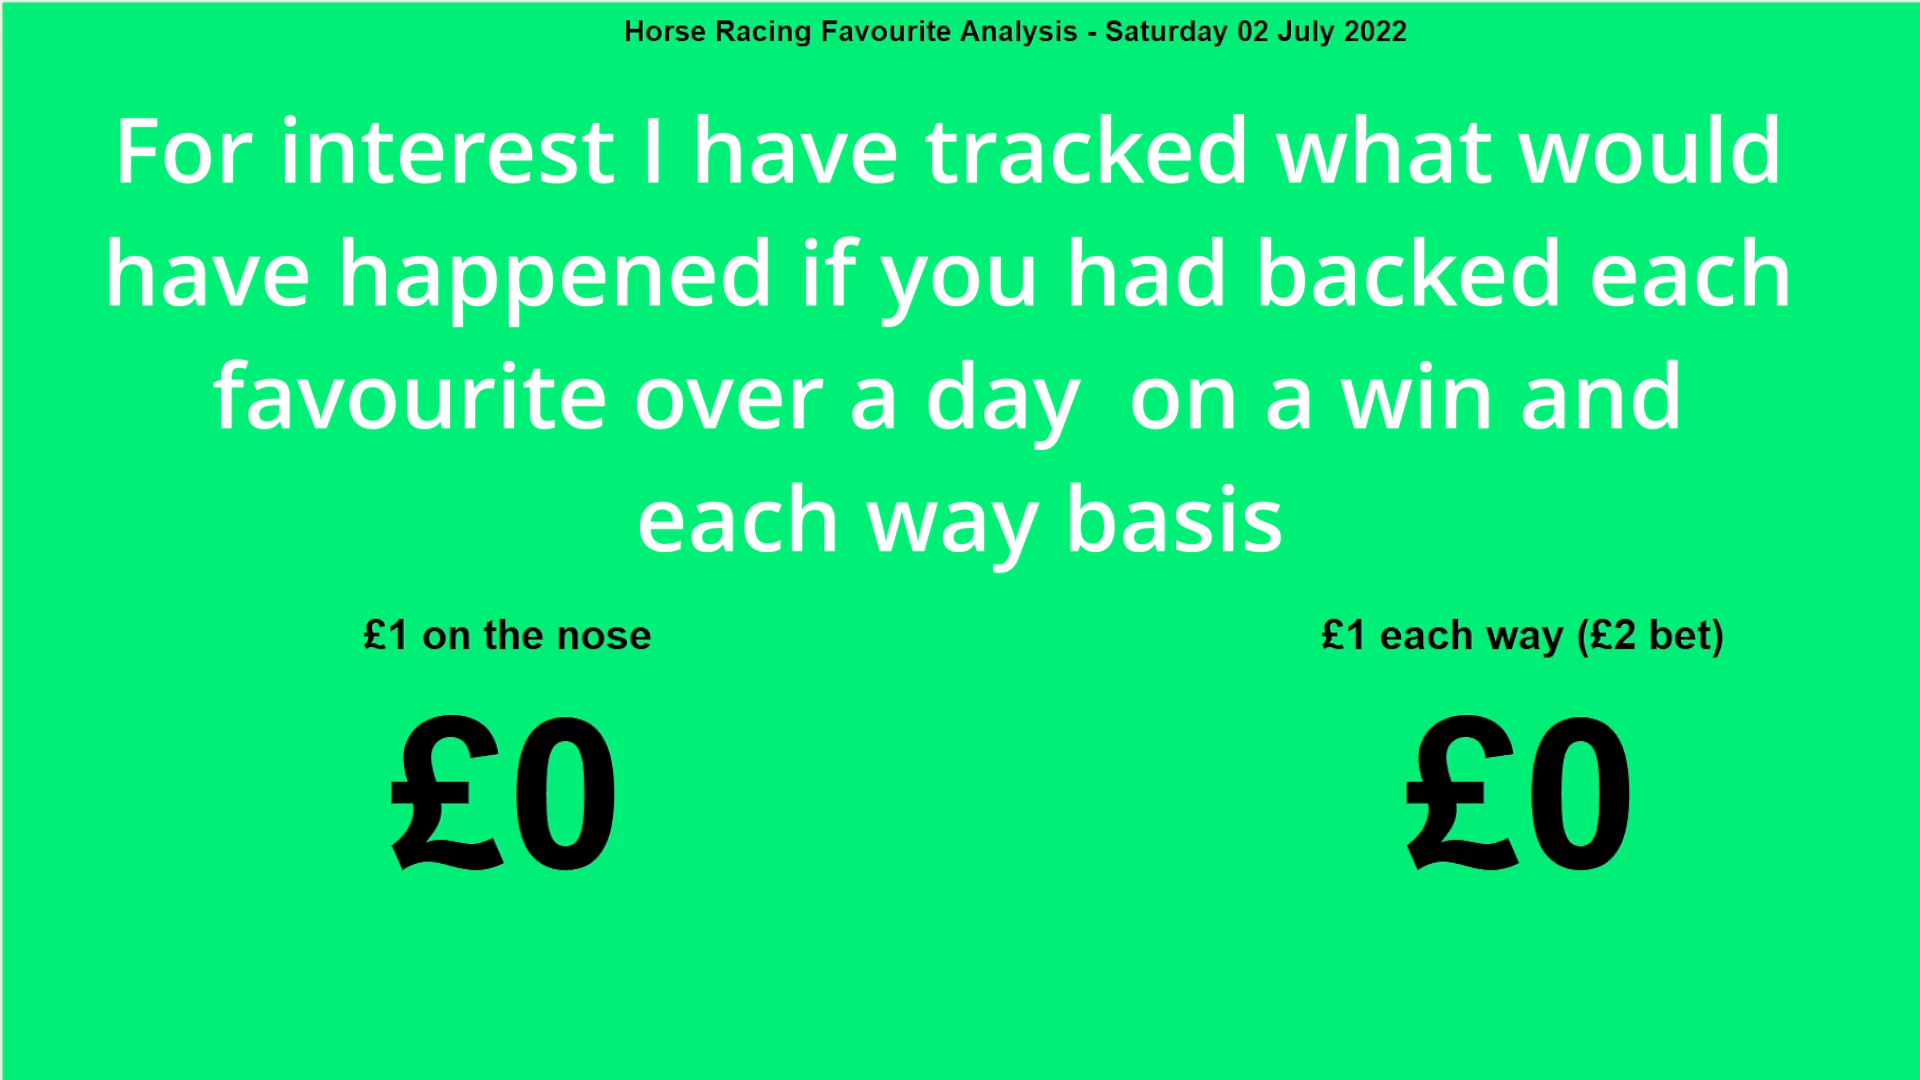 Horse Racing Favourite Analysis - Saturday 02 July 2022
For interest I have tracked what would
have happened if you had backed each
favourite over a day  on a win and
each way basis
£1 on the nose
£1 each way (£2 bet)
£0
£0